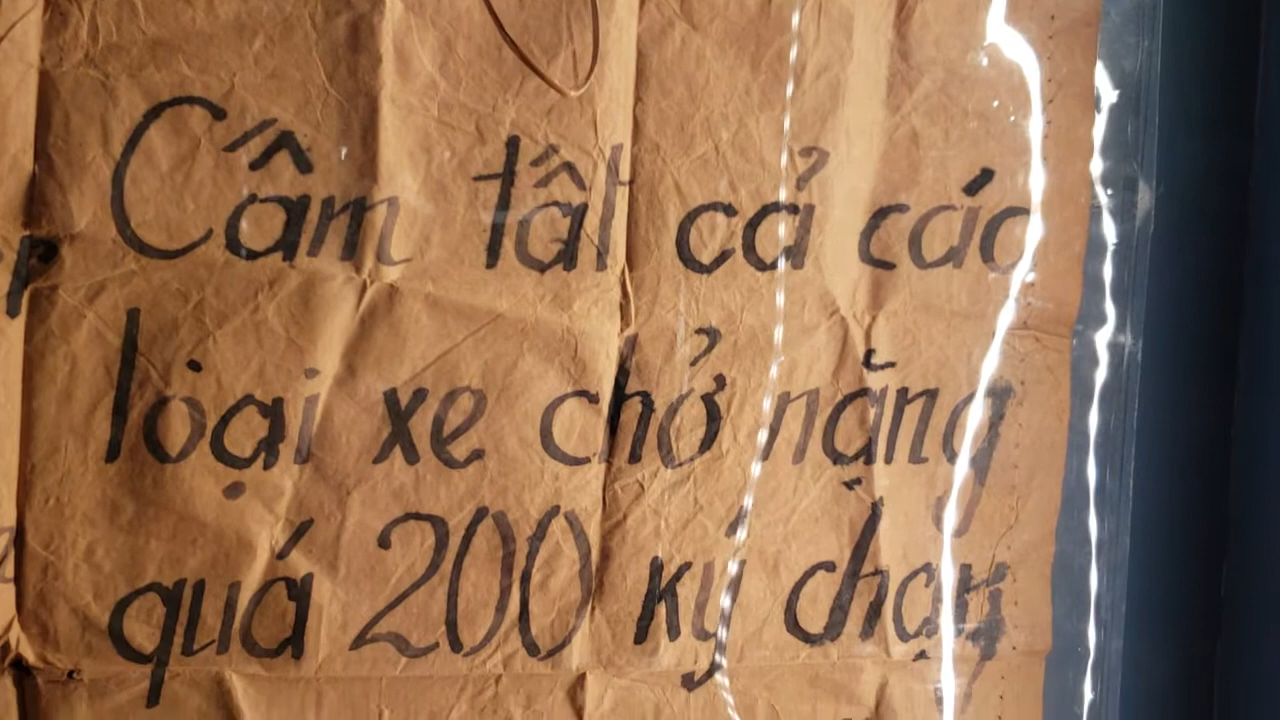 Cấm tất cả các
loại xe chở nặng
quá 200 ký chạy